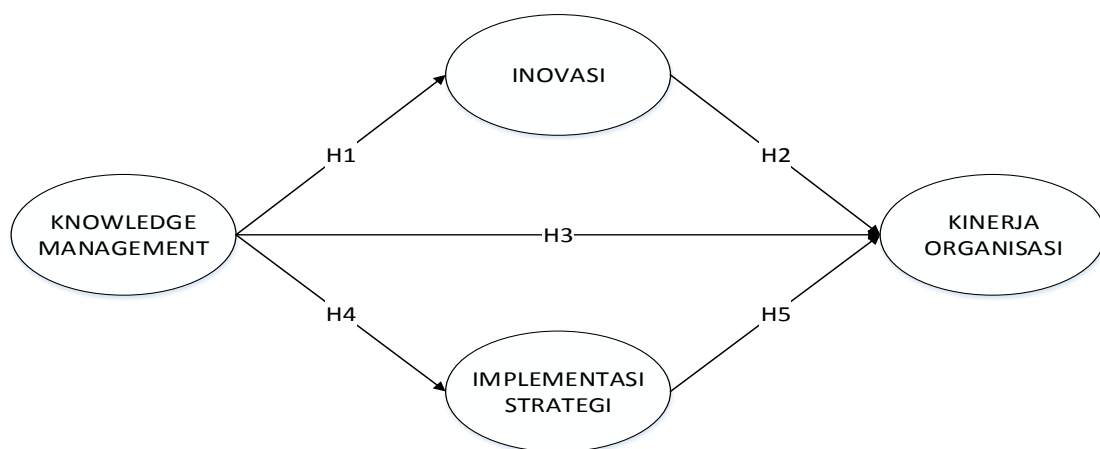 INOVASI
H1
H2
KNOWLEDGE
MANAGEMENT
H3
KINERJA
ORGANISASI
H4
H5
IMPLEMENTASI
STRATEGI